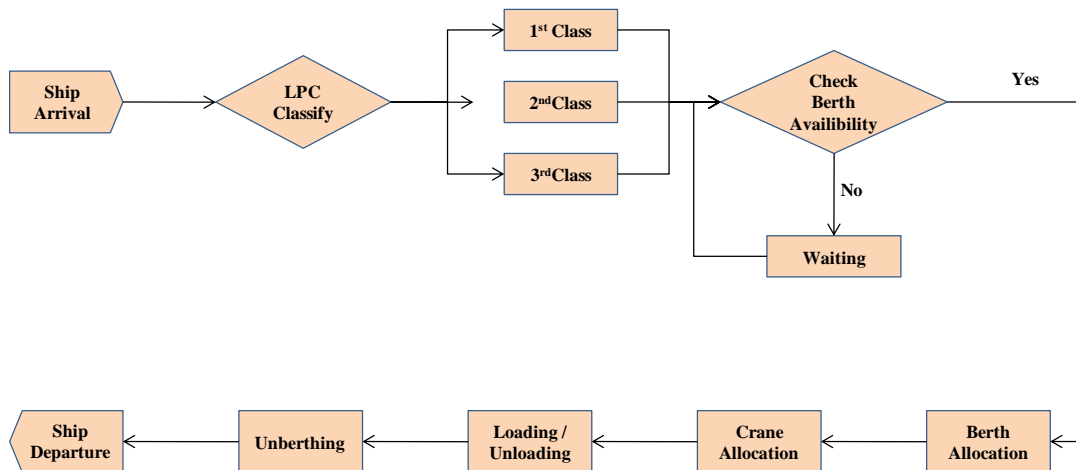 Ship
Arrival
LPC
Classify
1st Class
2ndClass
3rdClass
Check
Berth
Availibility
Yes
No
Waiting
Ship
Departure
Unberthing
Loading /
Unloading
Crane
Allocation
Berth
Allocation